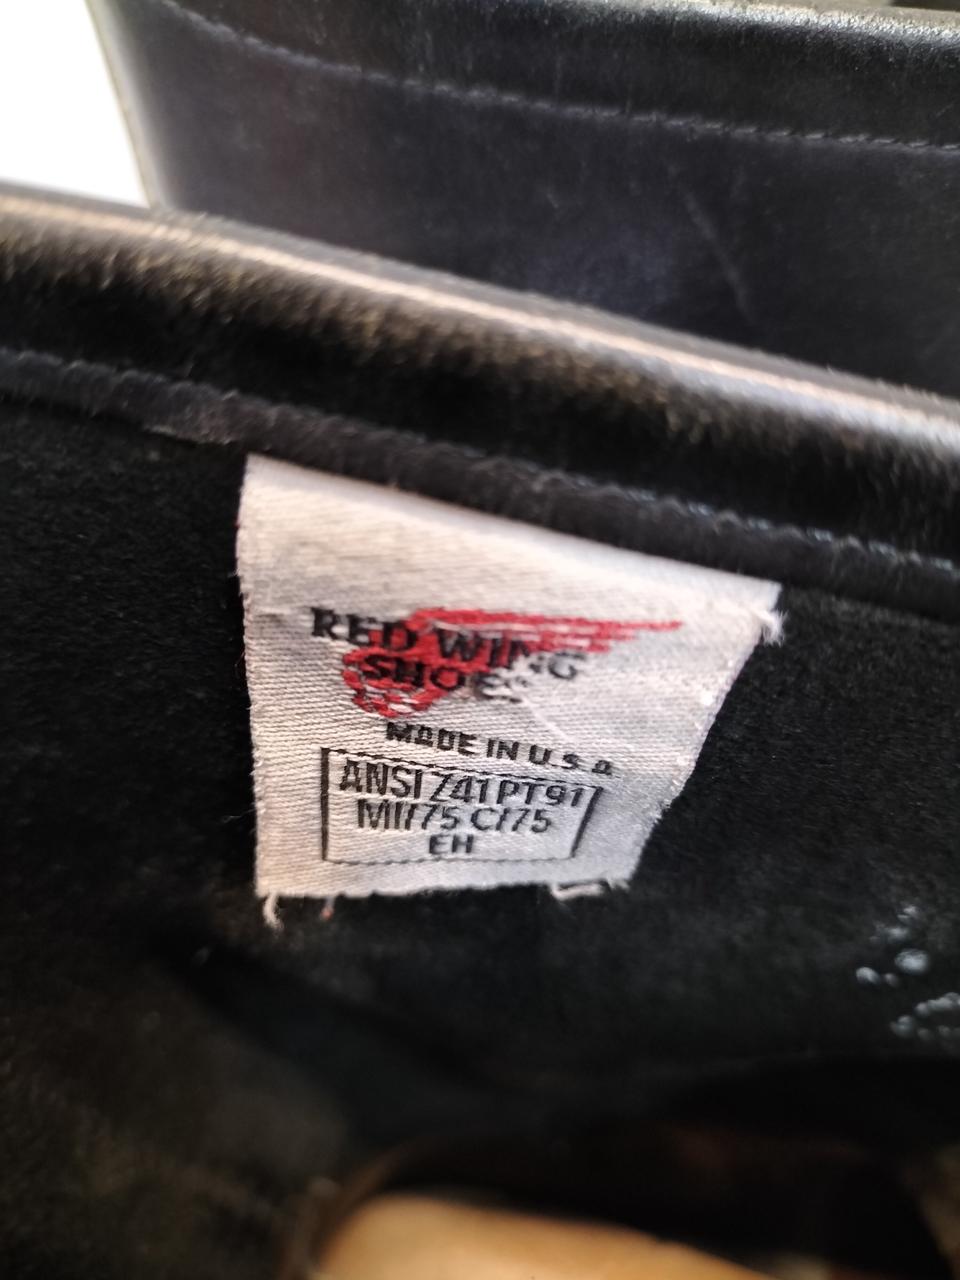 RED WING
SHOES
MADE IN U.S.A.
ANSI Z41 PT91
MI/75 C/75
EH